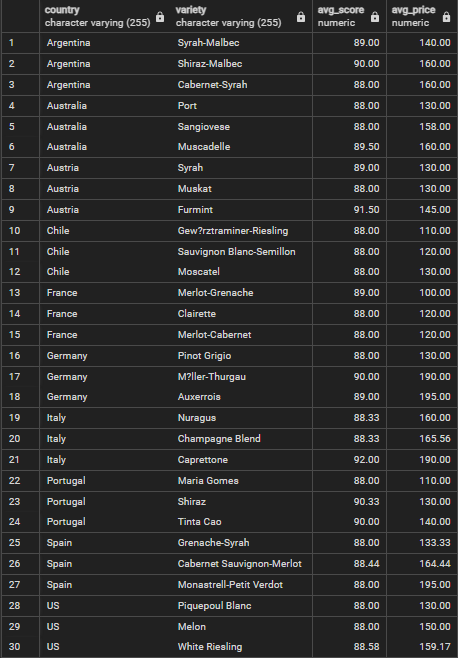 country variety avg_score avg_price
character varying (255) character varying (255) numeric numeric
1 Argentina Syrah-Malbec 89.00 140.00
2 Argentina Shiraz-Malbec 90.00 160.00
3 Argentina Cabernet-Syrah 88.00 160.00
4 Australia Port 88.00 130.00
5 Australia Sangiovese 88.00 158.00
6 Australia Muscadelle 89.50 160.00
7 Austria Syrah 89.00 130.00
8 Austria Muskat 88.00 130.00
9 Austria Furmint 91.50 145.00
10 Chile Gew?rztraminer-Riesling 88.00 110.00
11 Chile Sauvignon Blanc-Semillon 88.00 120.00
12 Chile Moscatel 88.00 130.00
13 France Merlot-Grenache 89.00 100.00
14 France Clairette 88.00 120.00
15 France Merlot-Cabernet 88.00 120.00
16 Germany Pinot Grigio 88.00 130.00
17 Germany M?ller-Thurgau 90.00 190.00
18 Germany Auxerrois 89.00 195.00
19 Italy Nuragus 88.33 160.00
20 Italy Champagne Blend 88.33 165.56
21 Italy Caprettone 92.00 190.00
22 Portugal Maria Gomes 88.00 110.00
23 Portugal Shiraz 90.33 130.00
24 Portugal Tinta Cao 90.00 140.00
25 Spain Grenache-Syrah 88.00 133.33
26 Spain Cabernet Sauvignon-Merlot 88.44 164.44
27 Spain Monastrell-Petit Verdot 88.00 195.00
28 US Piquepoul Blanc 88.00 130.00
29 US Melon 88.00 150.00
30 US White Riesling 88.58 159.17